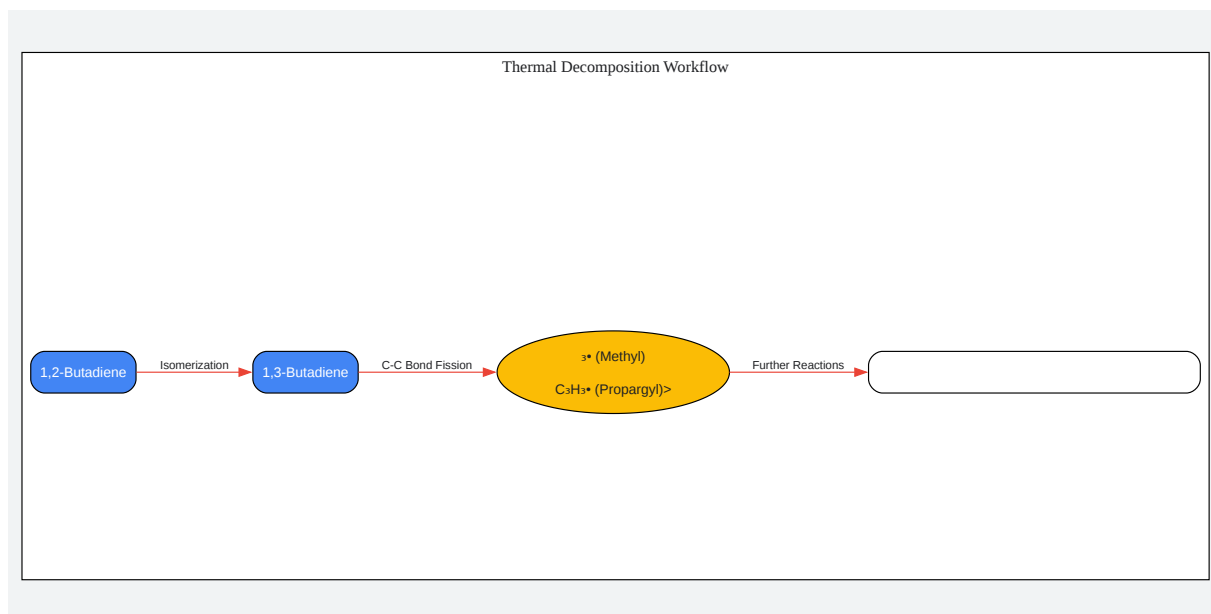 Thermal Decomposition Workflow
1,2-Butadiene
Isomerization
1,3-Butadiene
C-C Bond Fission
₃• (Methyl)
C₃H₃• (Propargyl)>
Further Reactions